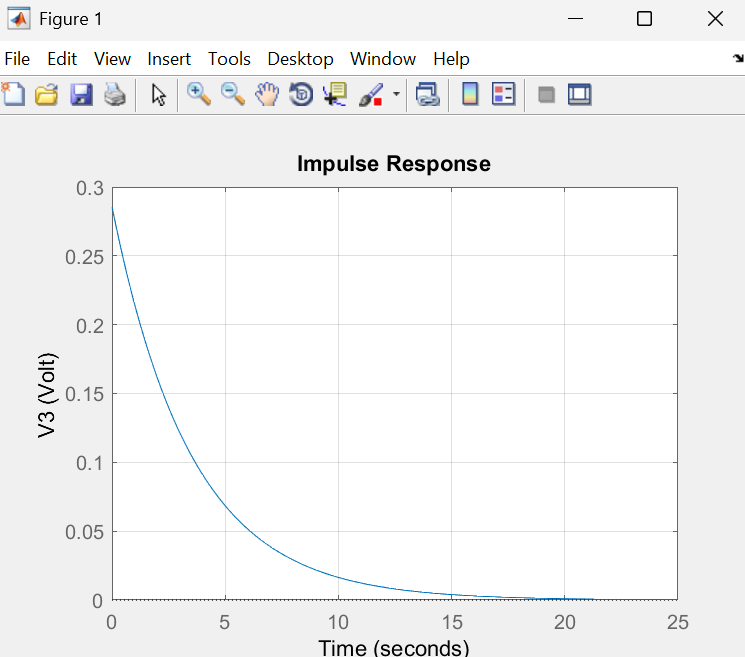 Figure 1
File Edit View Insert Tools Desktop Window Help
Impulse Response
0.3
0.25
0.2
0.15
0.1
0.05
0
V3 (Volt)
0 5 10 15 20 25
Time (seconds)